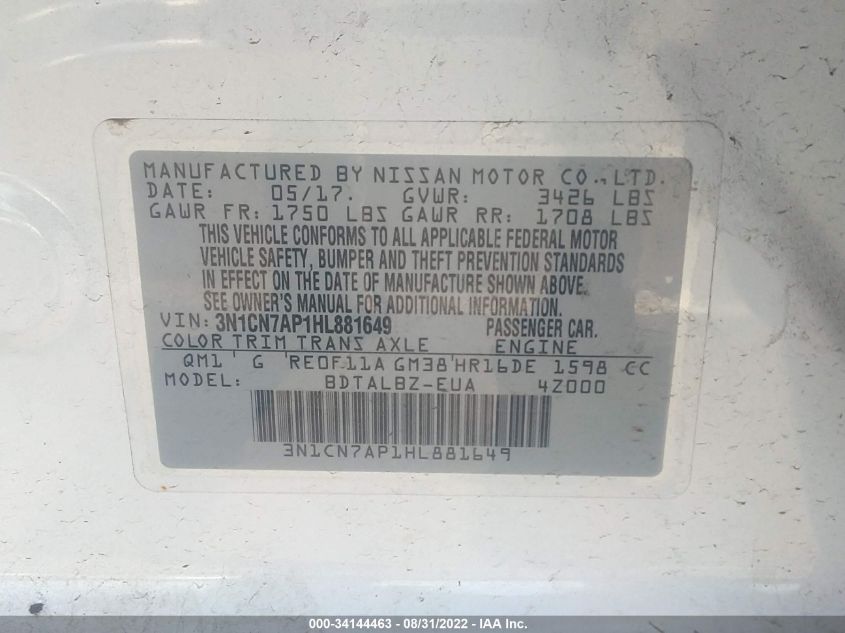 MANUFACTURED BY NISSAN MOTOR CO., LTD.
DATE: 05/17. GVWR: 3426 LBS
GAWR FR: 1750 LBS GAWR RR: 1708 LBS
THIS VEHICLE CONFORMS TO ALL APPLICABLE FEDERAL MOTOR
VEHICLE SAFETY, BUMPER AND THEFT PREVENTION STANDARDS
IN EFFECT ON THE DATE OF MANUFACTURE SHOWN ABOVE.
SEE OWNER'S MANUAL FOR ADDITIONAL INFORMATION.
VIN: 3N1CN7AP1HL881649 PASSENGER CAR.
COLOR TRIM TRANS AXLE ENGINE
QM1 G RE0F11A GM38 HR16DE 1598 CC
MODEL: BDTALBZ-EUA 4Z000
3N1CN7AP1HL881649
000-34144463 - 08/31/2022 - IAA Inc.